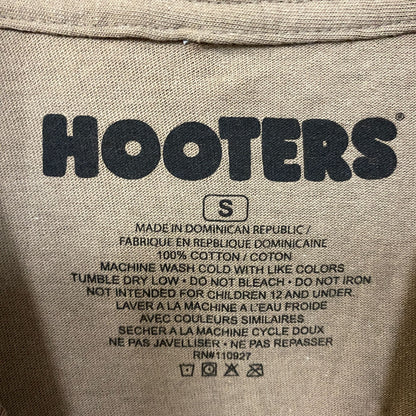 HOOTERS®
S
MADE IN DOMINICAN REPUBLIC /
FABRIQUE EN REPBLIQUE DOMINICAINE
100% COTTON / COTON
MACHINE WASH COLD WITH LIKE COLORS
TUMBLE DRY LOW • DO NOT BLEACH • DO NOT IRON
NOT INTENDED FOR CHILDREN 12 AND UNDER.
LAVER A LA MACHINE A L'EAU FROIDE
AVEC COULEURS SIMILAIRES
SECHER A LA MACHINE CYCLE DOUX
NE PAS JAVELLISER • NE PAS REPASSER
RN#110927